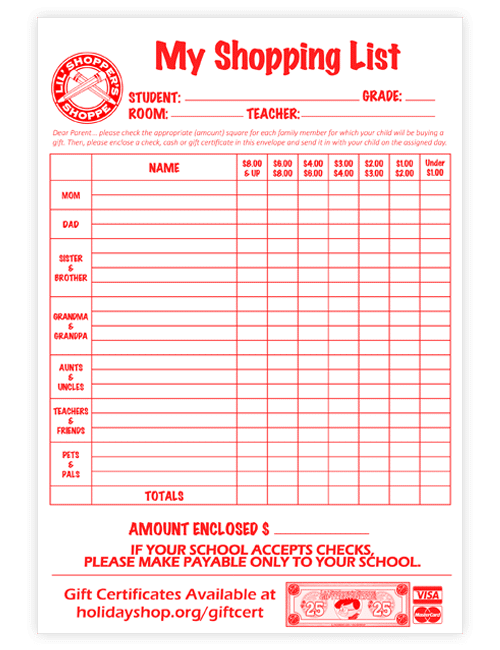 LIL' SHOPPER'S
SHOPPE
My Shopping List
STUDENT: GRADE:
ROOM: TEACHER:
Dear Parent... please check the appropriate (amount) square for each family member for which your child will be buying a
gift. Then, please enclose a check, cash or gift certificate in this envelope and send it in with your child on the assigned day.
NAME
$8.00
& UP
$6.00
$8.00
$4.00
$6.00
$3.00
$4.00
$2.00
$3.00
$1.00
$2.00
Under
$1.00
MOM
DAD
SISTER
&
BROTHER
GRANDMA
&
GRANDPA
AUNTS
&
UNCLES
TEACHERS
&
FRIENDS
PETS
&
PALS
TOTALS
AMOUNT ENCLOSED $
IF YOUR SCHOOL ACCEPTS CHECKS,
PLEASE MAKE PAYABLE ONLY TO YOUR SCHOOL.
Gift Certificates Available at
holidayshop.org/giftcert
$25 $25
VISA
MasterCard